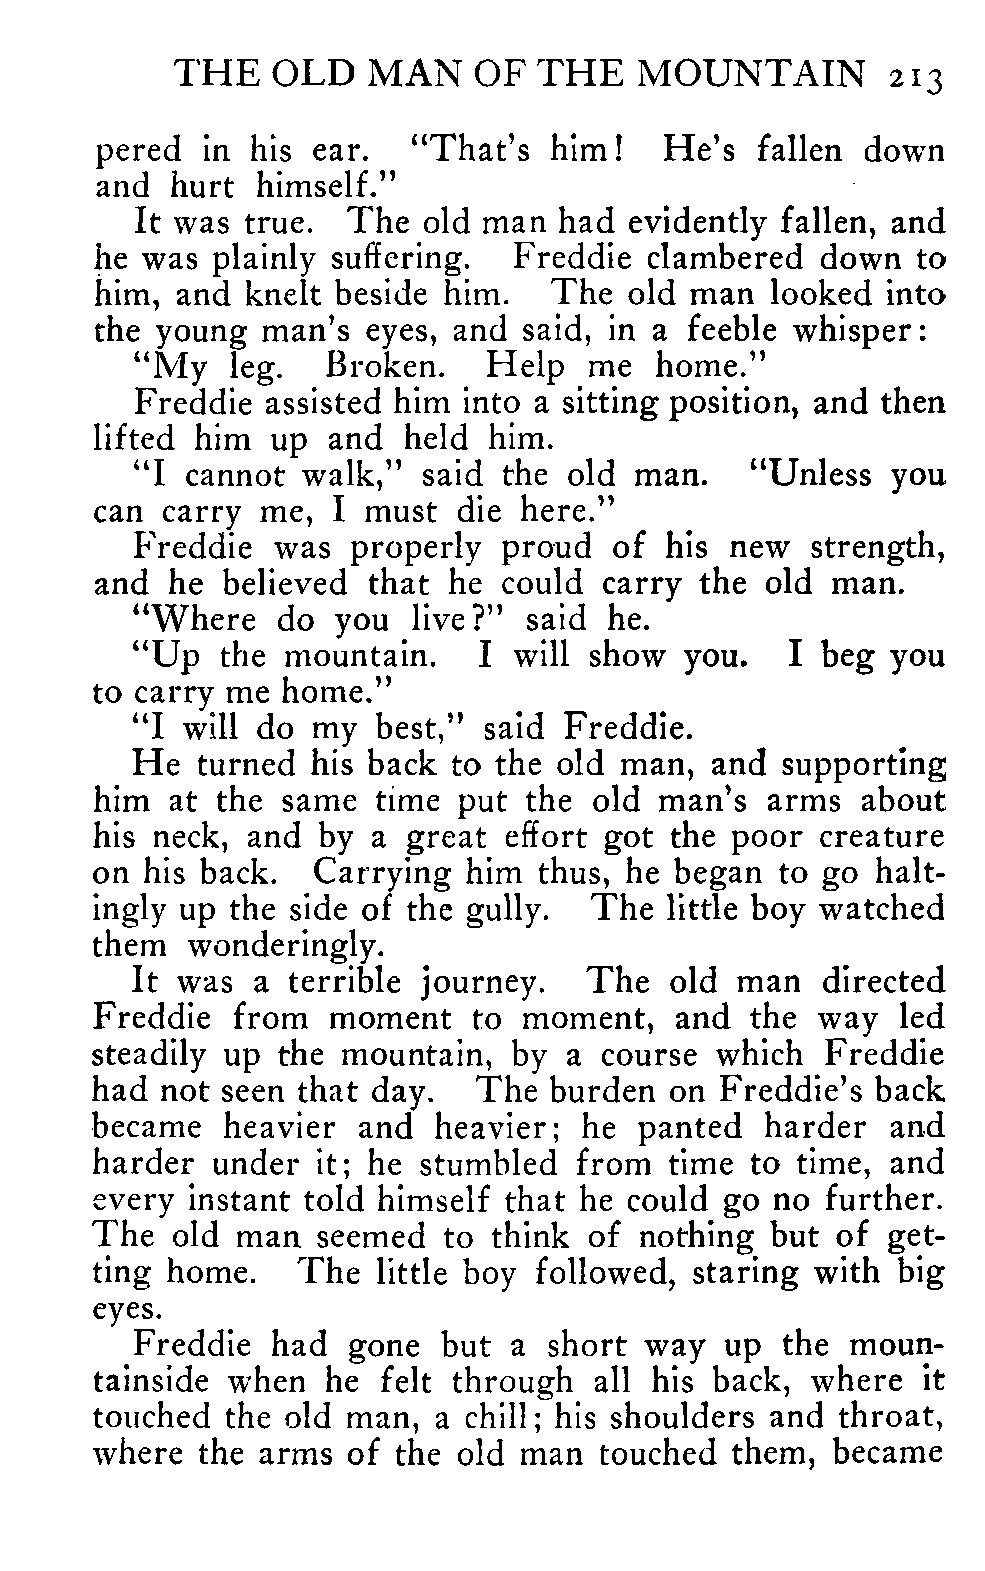 THE OLD MAN OF THE MOUNTAIN 213
pered in his ear. "That's him! He's fallen down
and hurt himself."
It was true. The old man had evidently fallen, and
he was plainly suffering. Freddie clambered down to
him, and knelt beside him. The old man looked into
the young man's eyes, and said, in a feeble whisper:
"My leg. Broken. Help me home."
Freddie assisted him into a sitting position, and then
lifted him up and held him.
"I cannot walk," said the old man. "Unless you
can carry me, I must die here."
Freddie was properly proud of his new strength,
and he believed that he could carry the old man.
"Where do you live?" said he.
"Up the mountain. I will show you. I beg you
to carry me home."
"I will do my best," said Freddie.
He turned his back to the old man, and supporting
him at the same time put the old man's arms about
his neck, and by a great effort got the poor creature
on his back. Carrying him thus, he began to go halt-
ingly up the side of the gully. The little boy watched
them wonderingly.
It was a terrible journey. The old man directed
Freddie from moment to moment, and the way led
steadily up the mountain, by a course which Freddie
had not seen that day. The burden on Freddie's back
became heavier and heavier; he panted harder and
harder under it; he stumbled from time to time, and
every instant told himself that he could go no further.
The old man seemed to think of nothing but of get-
ting home. The little boy followed, staring with big
eyes.
Freddie had gone but a short way up the moun-
tainside when he felt through all his back, where it
touched the old man, a chill; his shoulders and throat,
where the arms of the old man touched them, became